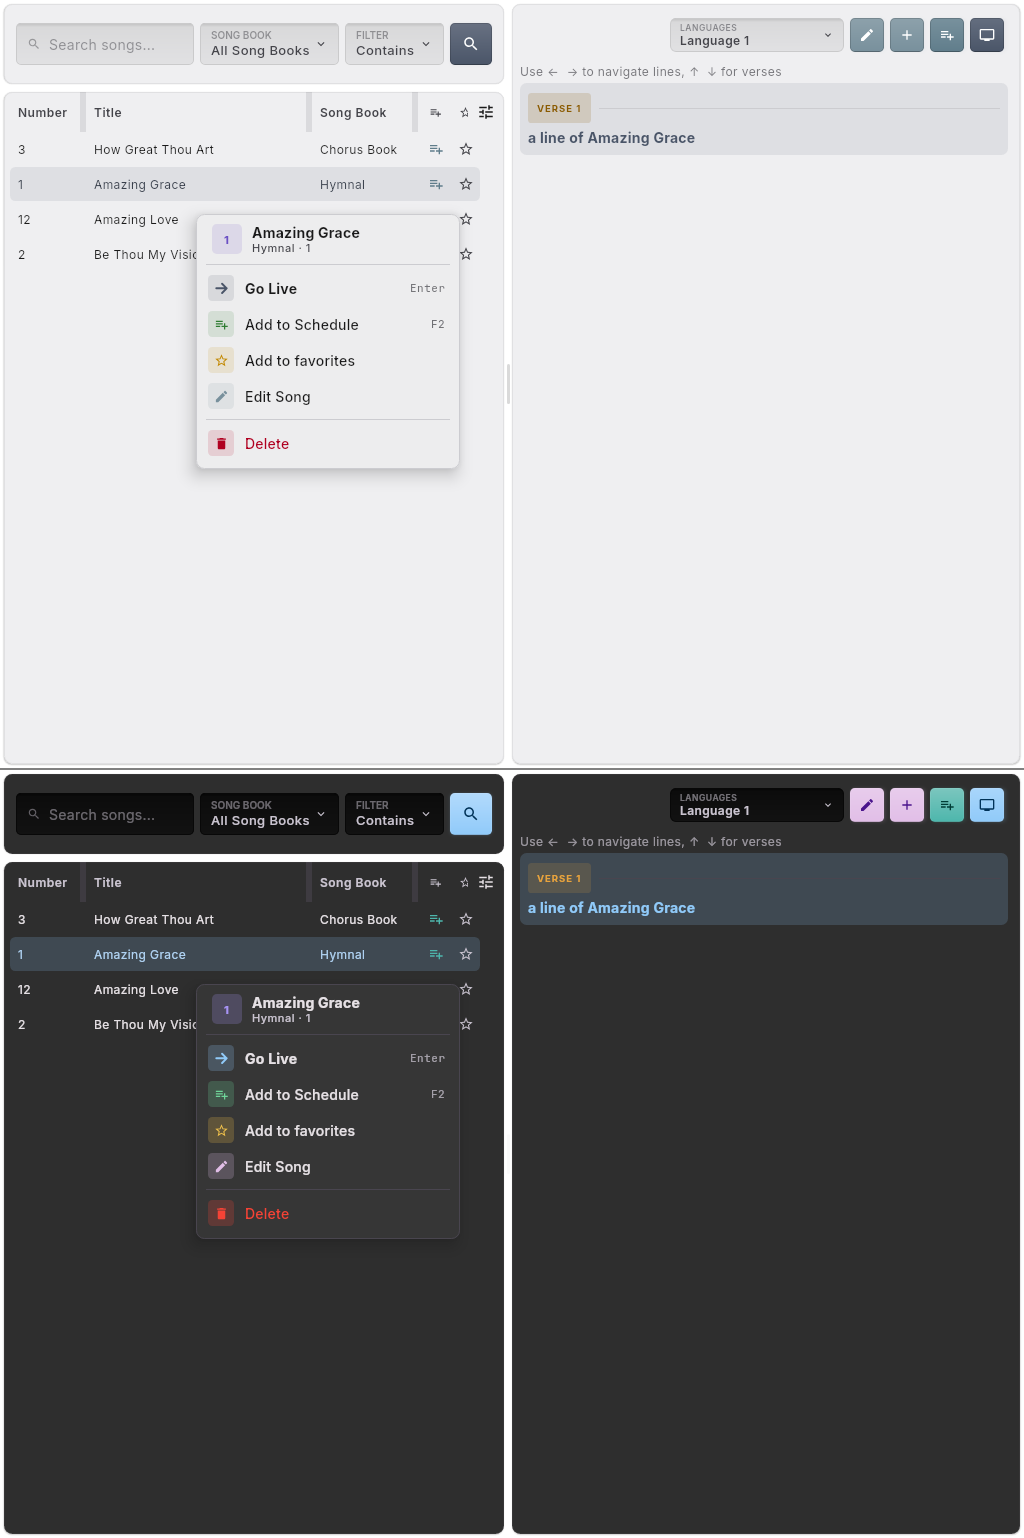 Search songs...
SONG BOOK
All Song Books
FILTER
Contains
Number Title Song Book
3 How Great Thou Art Chorus Book
1 Amazing Grace Hymnal
12 Amazing Love
2 Be Thou My Visic
1 Amazing Grace
Hymnal · 1
Go Live Enter
Add to Schedule F2
Add to favorites
Edit Song
Delete
LANGUAGES
Language 1
Use ← → to navigate lines, ↑ ↓ for verses
VERSE 1
a line of Amazing Grace
Search songs...
SONG BOOK
All Song Books
FILTER
Contains
Number Title Song Book
3 How Great Thou Art Chorus Book
1 Amazing Grace Hymnal
12 Amazing Love
2 Be Thou My Visic
1 Amazing Grace
Hymnal · 1
Go Live Enter
Add to Schedule F2
Add to favorites
Edit Song
Delete
LANGUAGES
Language 1
Use ← → to navigate lines, ↑ ↓ for verses
VERSE 1
a line of Amazing Grace